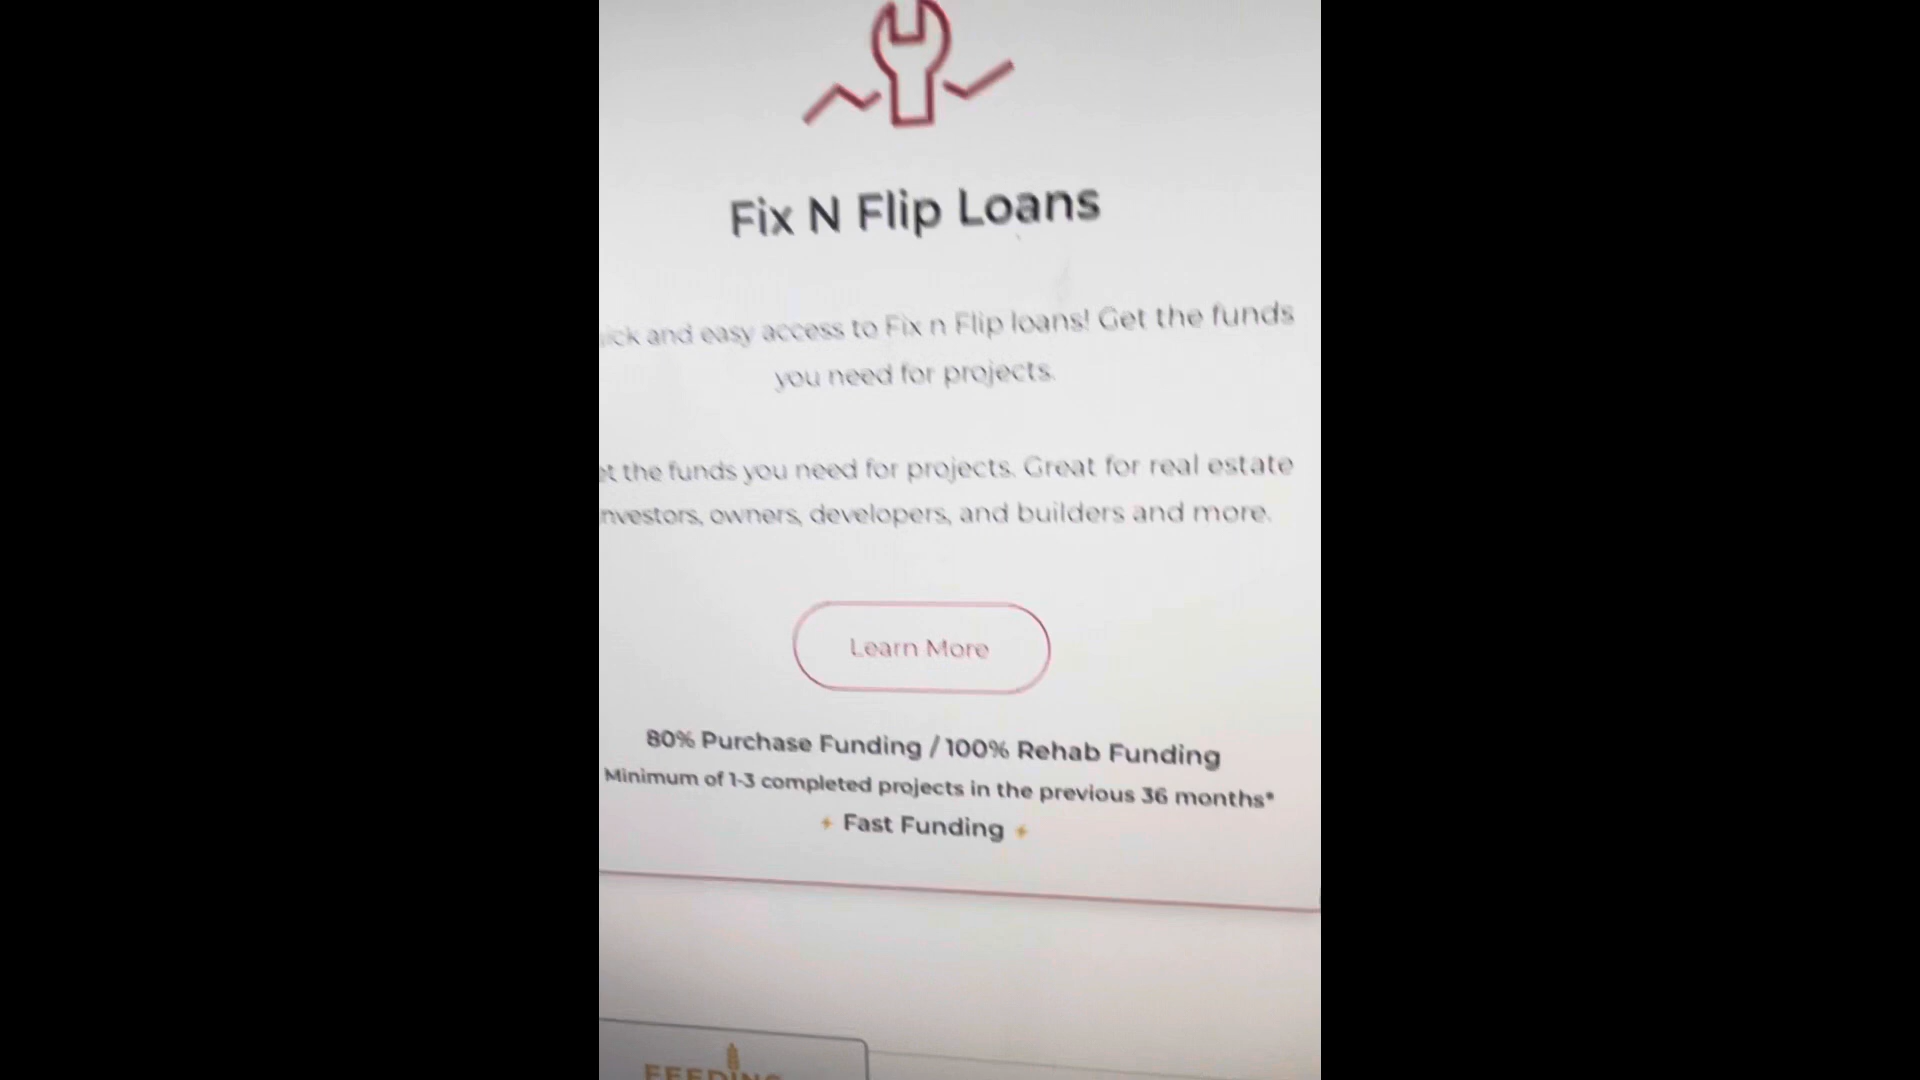 Fix N Flip Loans
and easy access to Fix n Flip loans! Get the funds
you need for projects.
the funds you need for projects. Great for real estate
owners, developers, and builders and more.
Learn More
80% Purchase Funding / 100% Rehab Funding
Minimum of 1-3 completed projects in the previous 36 months*
⚡ Fast Funding ⚡